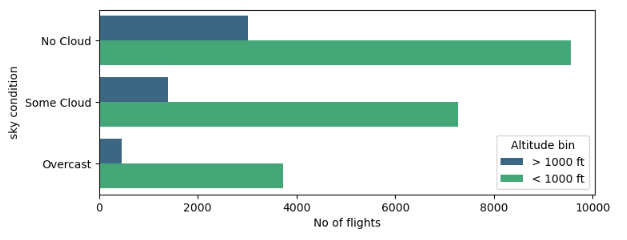 sky condition
No Cloud
Some Cloud
Overcast
Altitude bin
> 1000 ft
< 1000 ft
0 2000 4000 6000 8000 10000
No of flights